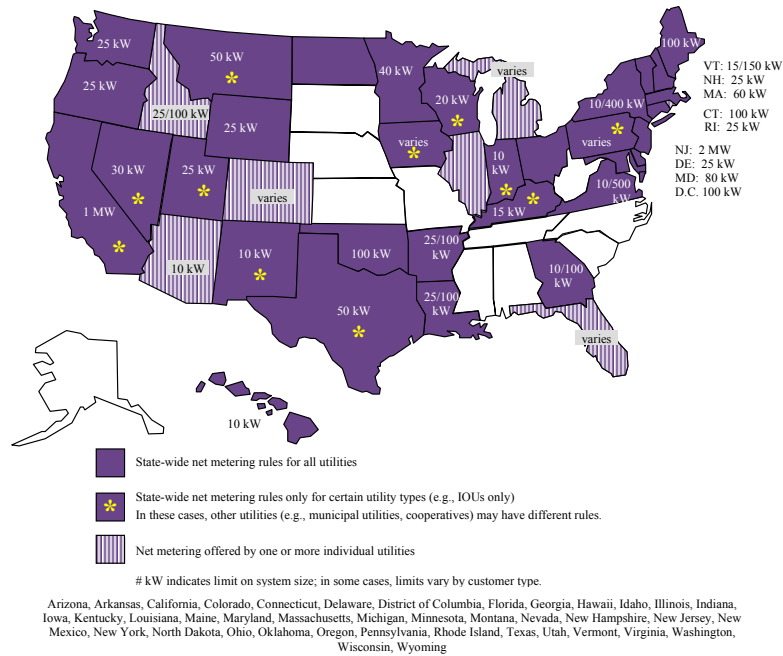 25 kW
50 kW
*
40 kW
varies
100 kW
VT: 15/150 kW
NH: 25 kW
MA: 60 kW
CT: 100 kW
RI: 25 kW
NJ: 2 MW
DE: 25 kW
MD: 80 kW
D.C. 100 kW
25 kW
25/100 kW
25 kW
20 kW
*
10/400 kW
varies
*
varies
*
30 kW
*
25 kW
*
varies
10
kW
*
*
15 kW
10/500
kW
1 MW
*
10 kW
10 kW
*
100 kW
25/100
kW
10/100
kW
50 kW
*
25/100
kW
varies
10 kW
State-wide net metering rules for all utilities
*
State-wide net metering rules only for certain utility types (e.g., IOUs only)
In these cases, other utilities (e.g., municipal utilities, cooperatives) may have different rules.
Net metering offered by one or more individual utilities
# kW indicates limit on system size; in some cases, limits vary by customer type.
Arizona, Arkansas, California, Colorado, Connecticut, Delaware, District of Columbia, Florida, Georgia, Hawaii, Idaho, Illinois, Indiana,
Iowa, Kentucky, Louisiana, Maine, Maryland, Massachusetts, Michigan, Minnesota, Montana, Nevada, New Hampshire, New Jersey, New
Mexico, New York, North Dakota, Ohio, Oklahoma, Oregon, Pennsylvania, Rhode Island, Texas, Utah, Vermont, Virginia, Washington,
Wisconsin, Wyoming